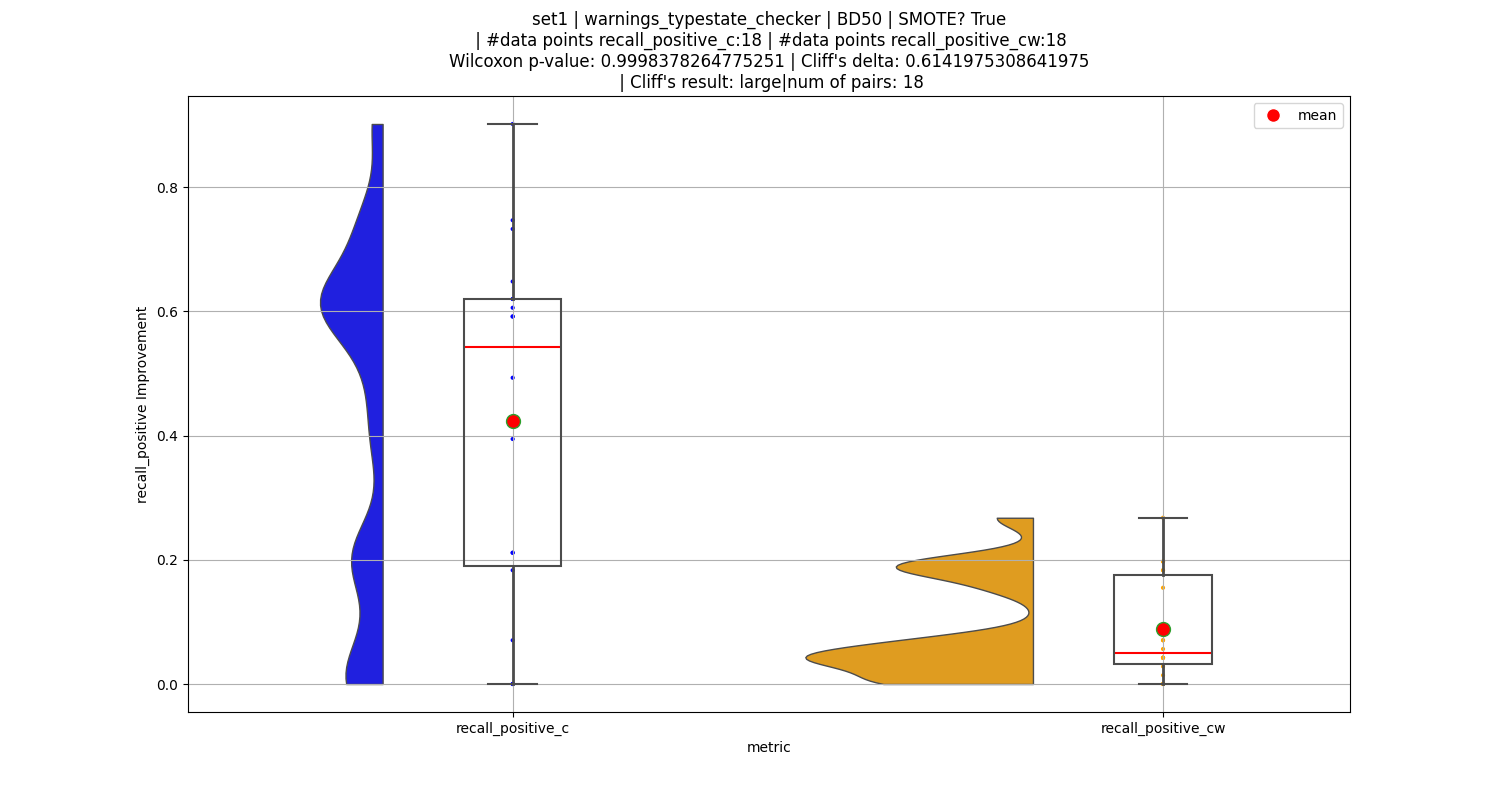 set1 | warnings_typestate_checker | BD50 | SMOTE? True
| #data points recall_positive_c:18 | #data points recall_positive_cw:18
Wilcoxon p-value: 0.9998378264775251 | Cliff's delta: 0.6141975308641975
| Cliff's result: large|num of pairs: 18
mean
0.8
0.6
0.4
0.2
0.0
recall_positive Improvement
recall_positive_c
recall_positive_cw
metric